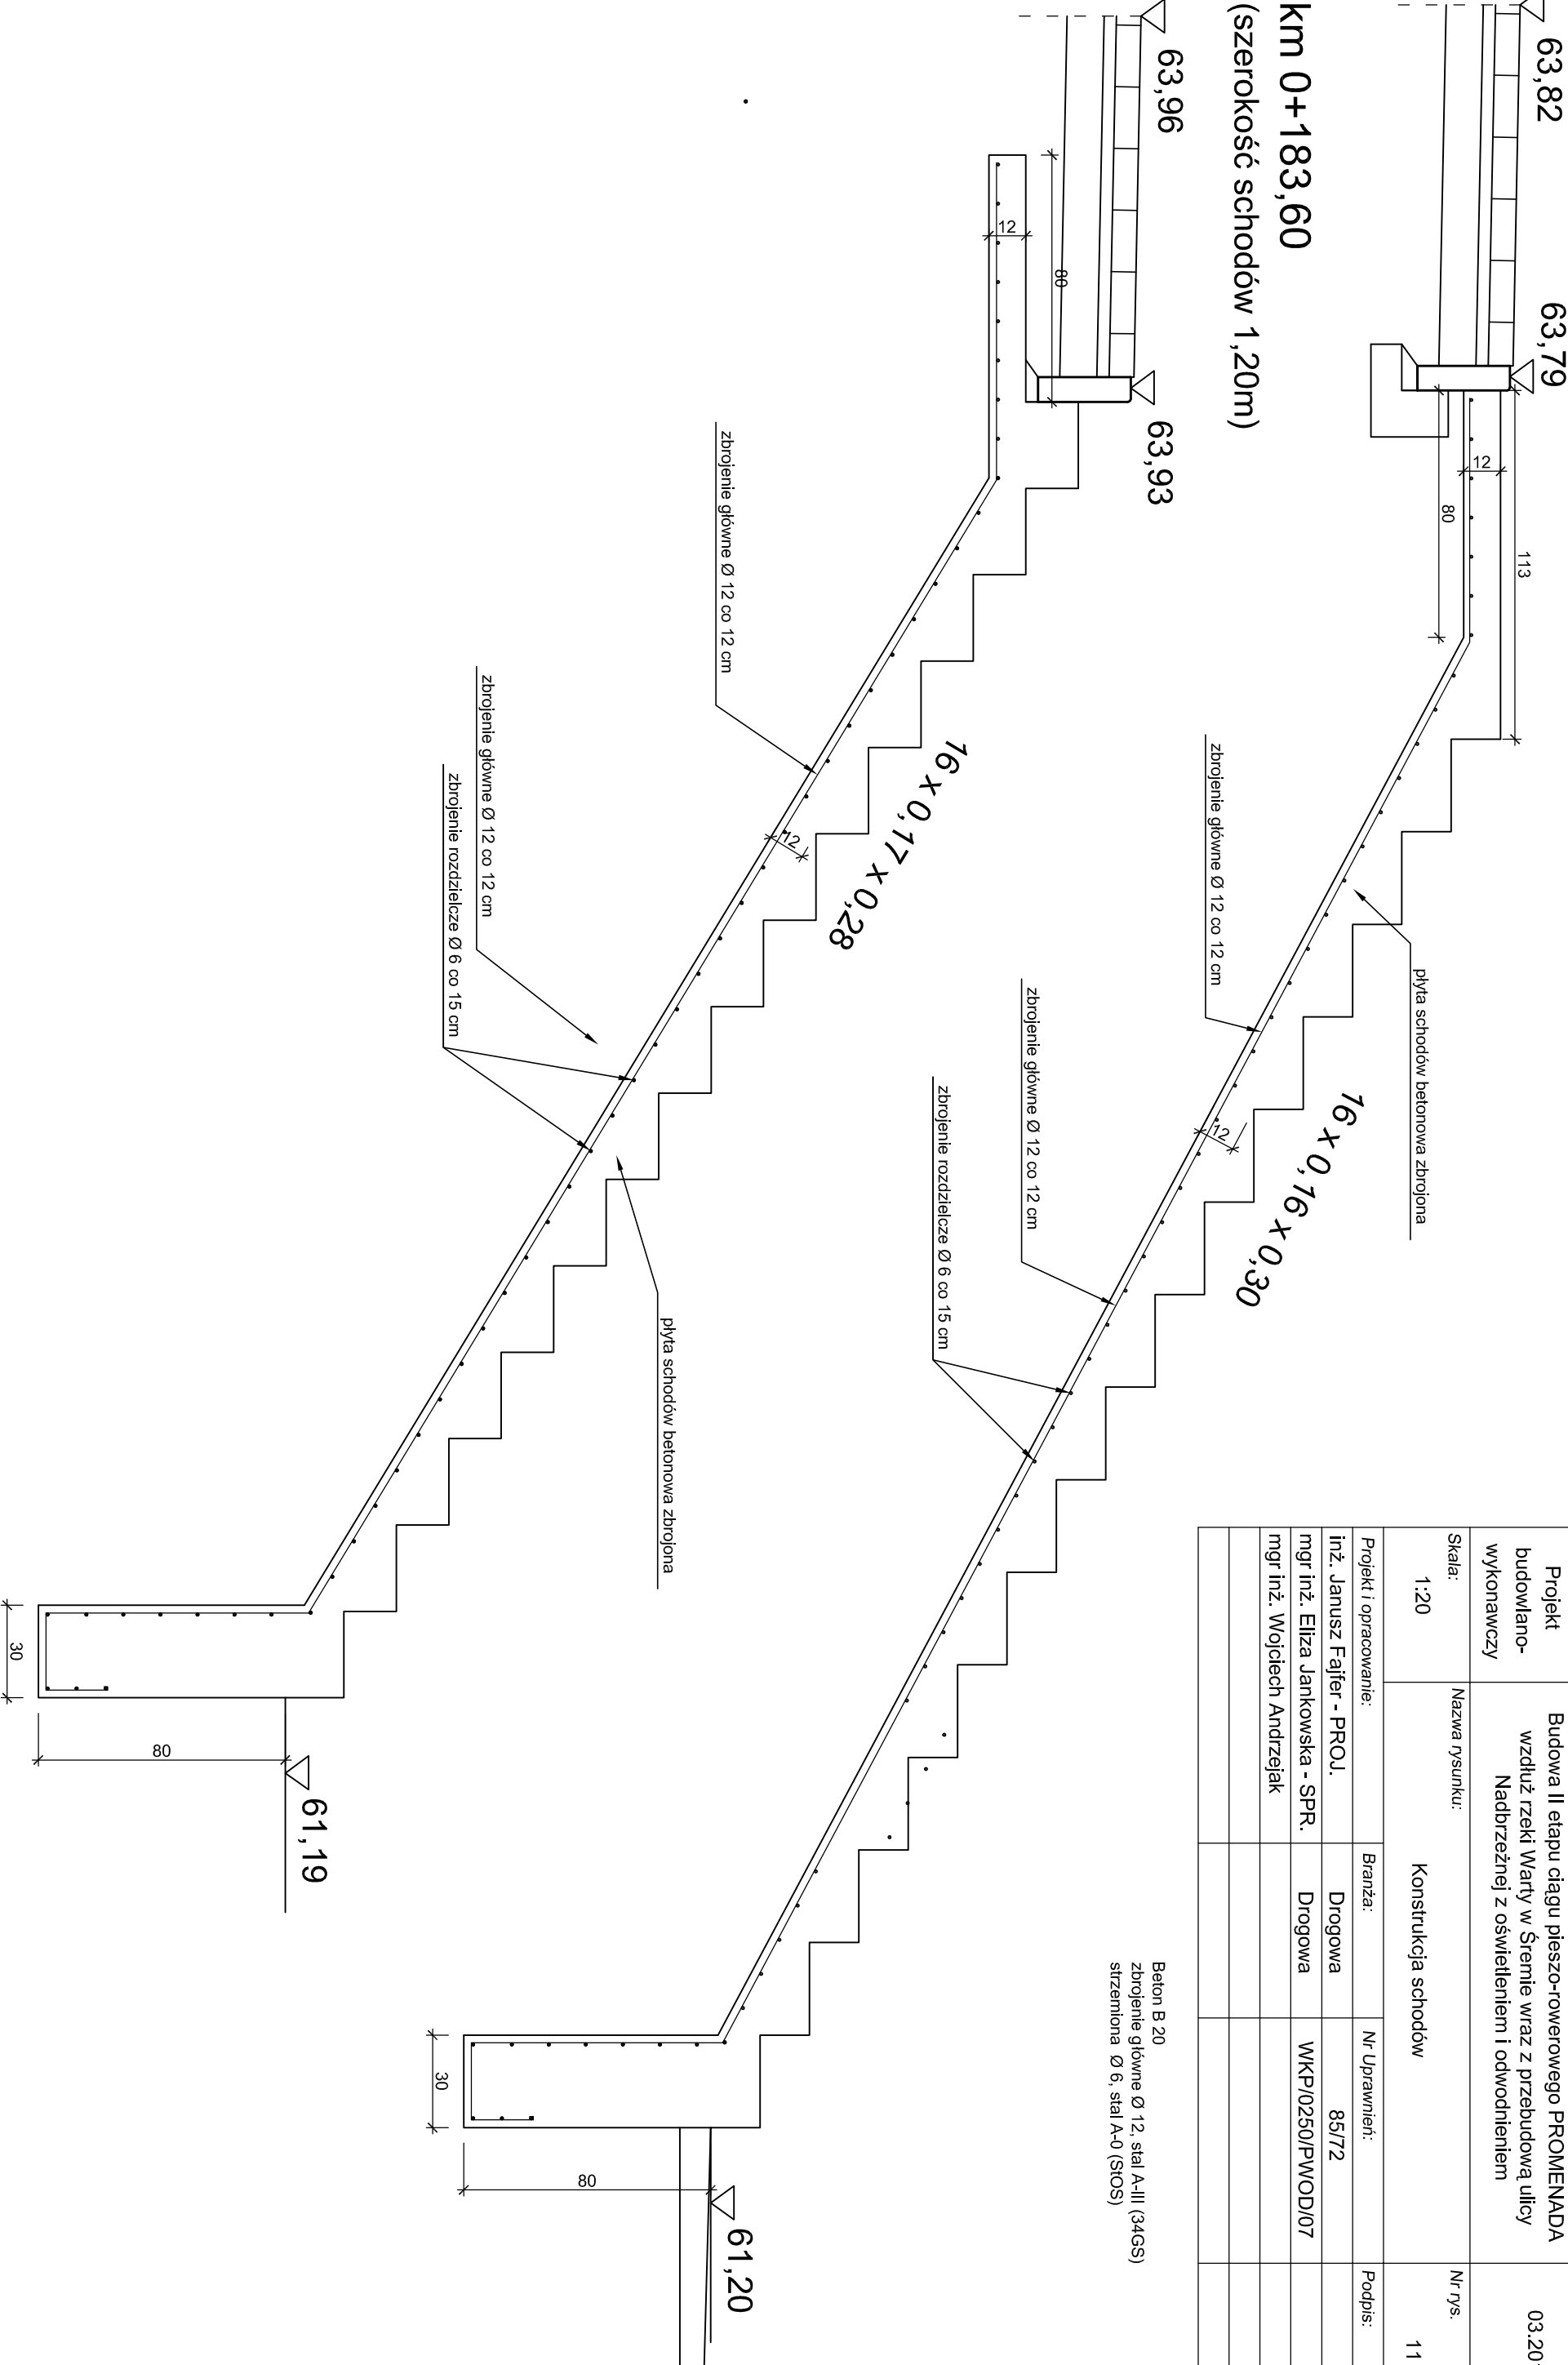 63,82
63,79
113
12
80
płyta schodów betonowa zbrojona
16 x 0,16 x 0,30
zbrojenie główne Ø 12 co 12 cm
12
zbrojenie główne Ø 12 co 12 cm
zbrojenie rozdzielcze Ø 6 co 15 cm
30
80
61,20
km 0+183,60
(szerokość schodów 1,20m)
63,96
63,93
80
12
zbrojenie główne Ø 12 co 12 cm
16 x 0,17 x 0,28
12
zbrojenie główne Ø 12 co 12 cm
zbrojenie rozdzielcze Ø 6 co 15 cm
płyta schodów betonowa zbrojona
30
80
61,19
Beton B 20
zbrojenie główne Ø 12, stal A-III (34GS)
strzemiona Ø 6, stal A-0 (StOS)
Projekt
budowlano-
wykonawczy
Budowa II etapu ciągu pieszo-rowerowego PROMENADA
wzdłuż rzeki Warty w Śremie wraz z przebudową ulicy
Nadbrzeżnej z oświetleniem i odwodnieniem
Skala:
1:20
Nazwa rysunku:
Konstrukcja schodów
Nr rys.
11
Projekt i opracowanie:
Branża:
Nr Uprawnień:
Podpis:
inż. Janusz Fajfer - PROJ.
Drogowa
85/72
mgr inż. Eliza Jankowska - SPR.
Drogowa
WKP/0250/PWOD/07
mgr inż. Wojciech Andrzejak